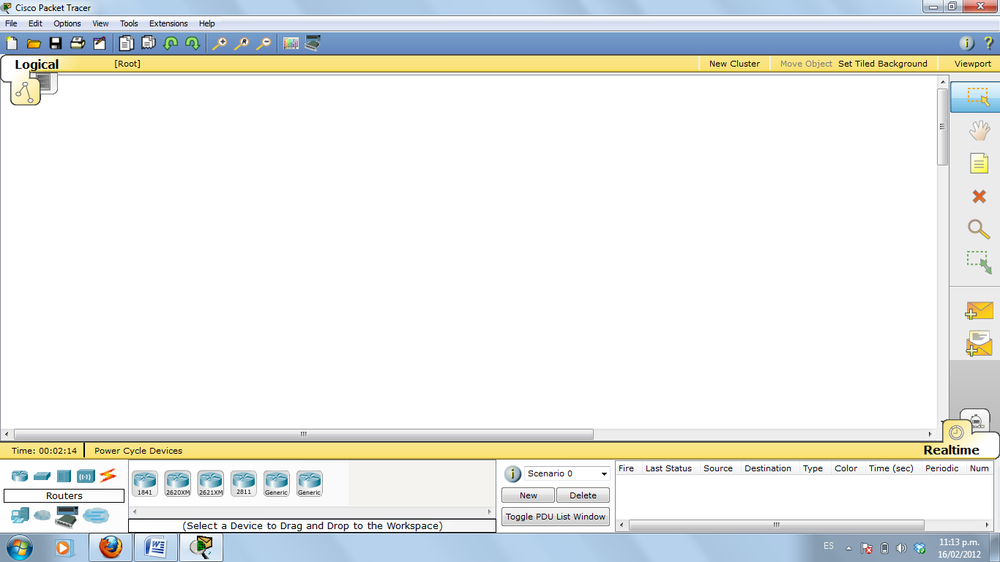 Cisco Packet Tracer
File Edit Options View Tools Extensions Help
Logical [Root] New Cluster Move Object Set Tiled Background Viewport
Time: 00:02:14 Power Cycle Devices Realtime
Fire Last Status Source Destination Type Color Time (sec) Periodic Num
Scenario 0
1841 2620XM 2621XM 2811 Generic Generic
Routers
New Delete
Toggle PDU List Window
(Select a Device to Drag and Drop to the Workspace)
ES
11:13 p.m.
16/02/2012